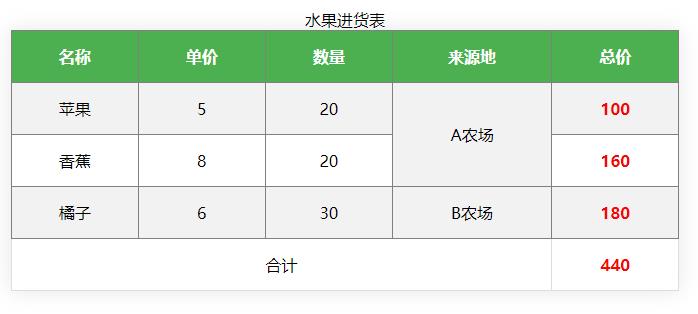 水果进货表
名称 单价 数量 来源地 总价
苹果 5 20 A农场 100
香蕉 8 20 160
橘子 6 30 B农场 180
合计 440